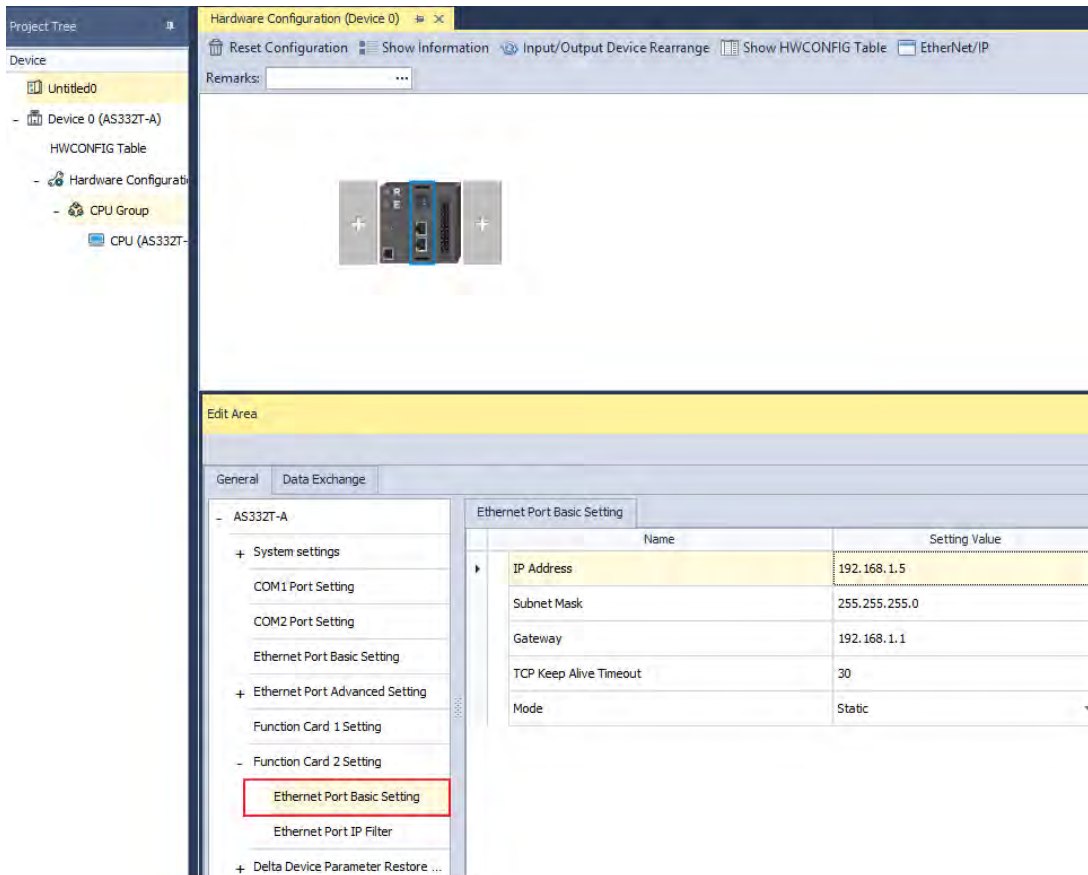 Project Tree
Device
Untitled0
Device 0 (AS332T-A)
HWCONFIG Table
Hardware Configurati
CPU Group
CPU (AS332T-
Hardware Configuration (Device 0)
Reset Configuration Show Information Input/Output Device Rearrange Show HWCONFIG Table EtherNet/IP
Remarks: ...
R
E
Edit Area
General Data Exchange
AS332T-A
System settings
COM1 Port Setting
COM2 Port Setting
Ethernet Port Basic Setting
Ethernet Port Advanced Setting
Function Card 1 Setting
Function Card 2 Setting
Ethernet Port Basic Setting
Ethernet Port IP Filter
Delta Device Parameter Restore ...
Ethernet Port Basic Setting
Name Setting Value
IP Address 192.168.1.5
Subnet Mask 255.255.255.0
Gateway 192.168.1.1
TCP Keep Alive Timeout 30
Mode Static